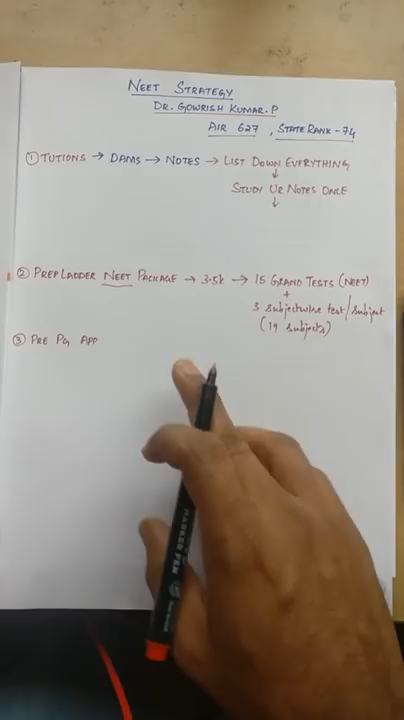 NEET STRATEGY
DR. GOWRISH KUMAR. P
AIR 627 , STATE RANK - 74
① TUTIONS → DAMS → NOTES → LIST DOWN EVERYTHING
↓
STUDY UR NOTES ONCE
↓
② PREPLADDER NEET PACKAGE → 3.5k → 15 GRAND TESTS (NEET)
+
3 subjectwise test/subject
(19 subjects)
③ PRE PG APP
MARKER PEN